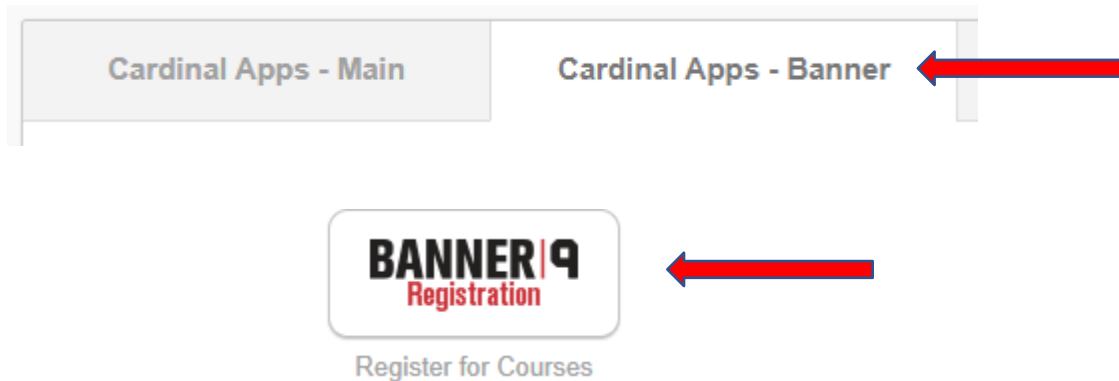 Cardinal Apps - Main
Cardinal Apps - Banner
BANNER|9
Registration
Register for Courses